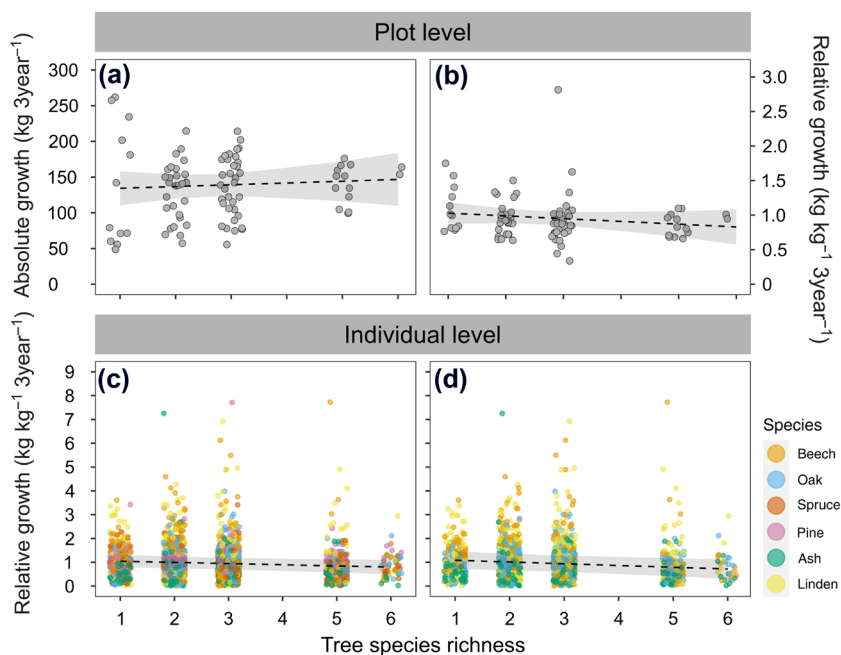 Plot level
Absolute growth (kg 3year⁻¹)
(a)
300
250
200
150
100
50
0
(b)
3.0
2.5
2.0
1.5
1.0
0.5
0
Relative growth (kg kg⁻¹ 3year⁻¹)
Individual level
Relative growth (kg kg⁻¹ 3year⁻¹)
(c)
9
8
7
6
5
4
3
2
1
0
(d)
1 2 3 4 5 6
1 2 3 4 5 6
Tree species richness
Species
Beech
Oak
Spruce
Pine
Ash
Linden